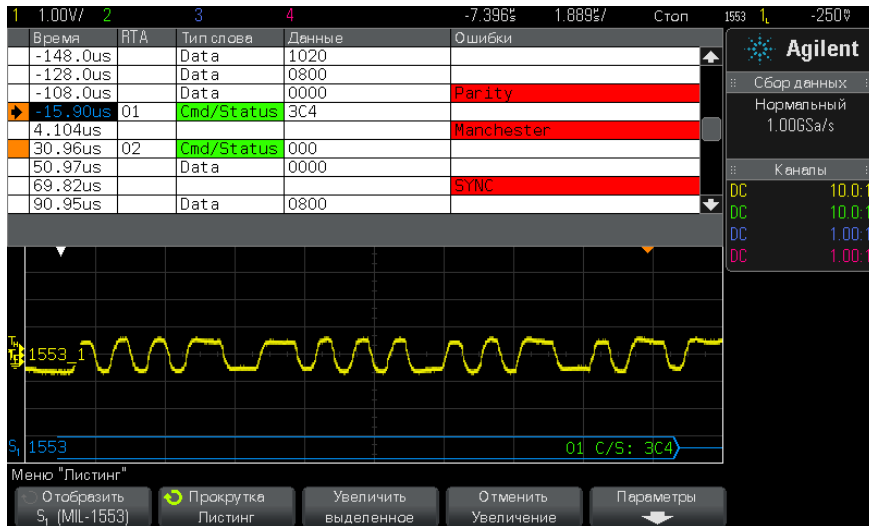 1 1.00V/ 2 3 4 -7.396s 1.889s/ Стоп 1553 1L -250V
Время RTA Тип слова Данные Ошибки
-148.0us Data 1020
-128.0us Data 0800
-108.0us Data 0000 Parity
-15.90us 01 Cmd/Status 3C4
4.104us Manchester
30.96us 02 Cmd/Status 000
50.97us Data 0000
69.82us SYNC
90.95us Data 0800
Agilent
Сбор данных
Нормальный
1.00GSa/s
Каналы
DC 10.0:1
DC 10.0:1
DC 1.00:1
DC 1.00:1
1553_1
S1 1553 01 C/S: 3C4
Меню "Листинг"
Отобразить
S1 (MIL-1553)
Прокрутка
Листинг
Увеличить
выделенное
Отменить
Увеличение
Параметры